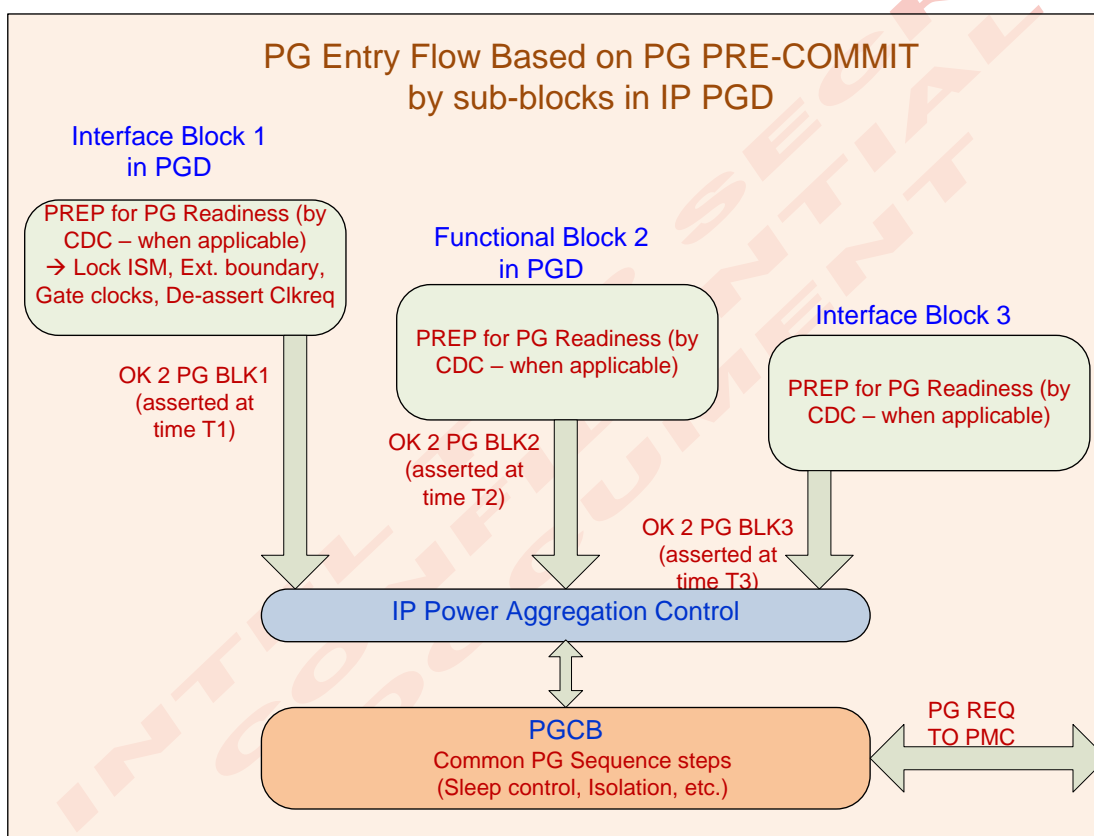 PG Entry Flow Based on PG PRE-COMMIT
by sub-blocks in IP PGD
Interface Block 1
in PGD
PREP for PG Readiness (by
CDC – when applicable)
→ Lock ISM, Ext. boundary,
Gate clocks, De-assert Clkreq
Functional Block 2
in PGD
PREP for PG Readiness (by
CDC – when applicable)
Interface Block 3
PREP for PG Readiness (by
CDC – when applicable)
OK 2 PG BLK1
(asserted at
time T1)
OK 2 PG BLK2
(asserted at
time T2)
OK 2 PG BLK3
(asserted at
time T3)
IP Power Aggregation Control
PGCB
Common PG Sequence steps
(Sleep control, Isolation, etc.)
PG REQ
TO PMC
CONFIDENTIAL
DOCUMENT